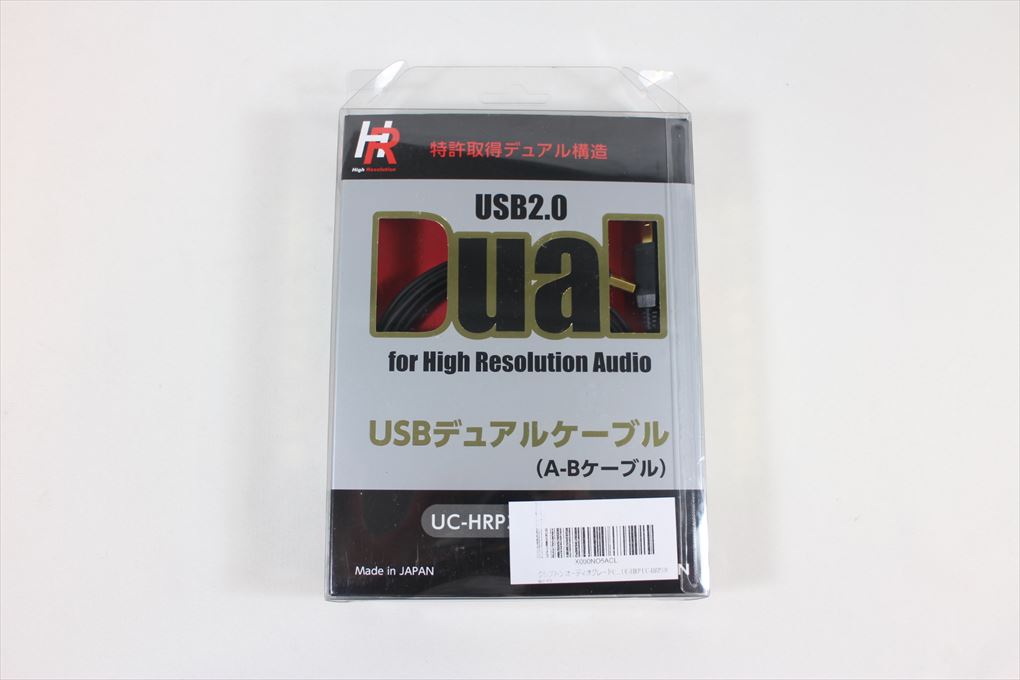 HR
High Resolution
特許取得デュアル構造
USB2.0
Dual
for High Resolution Audio
USBデュアルケーブル
(A-Bケーブル)
UC-HRP
X000NO5ACL
Made in JAPAN
N